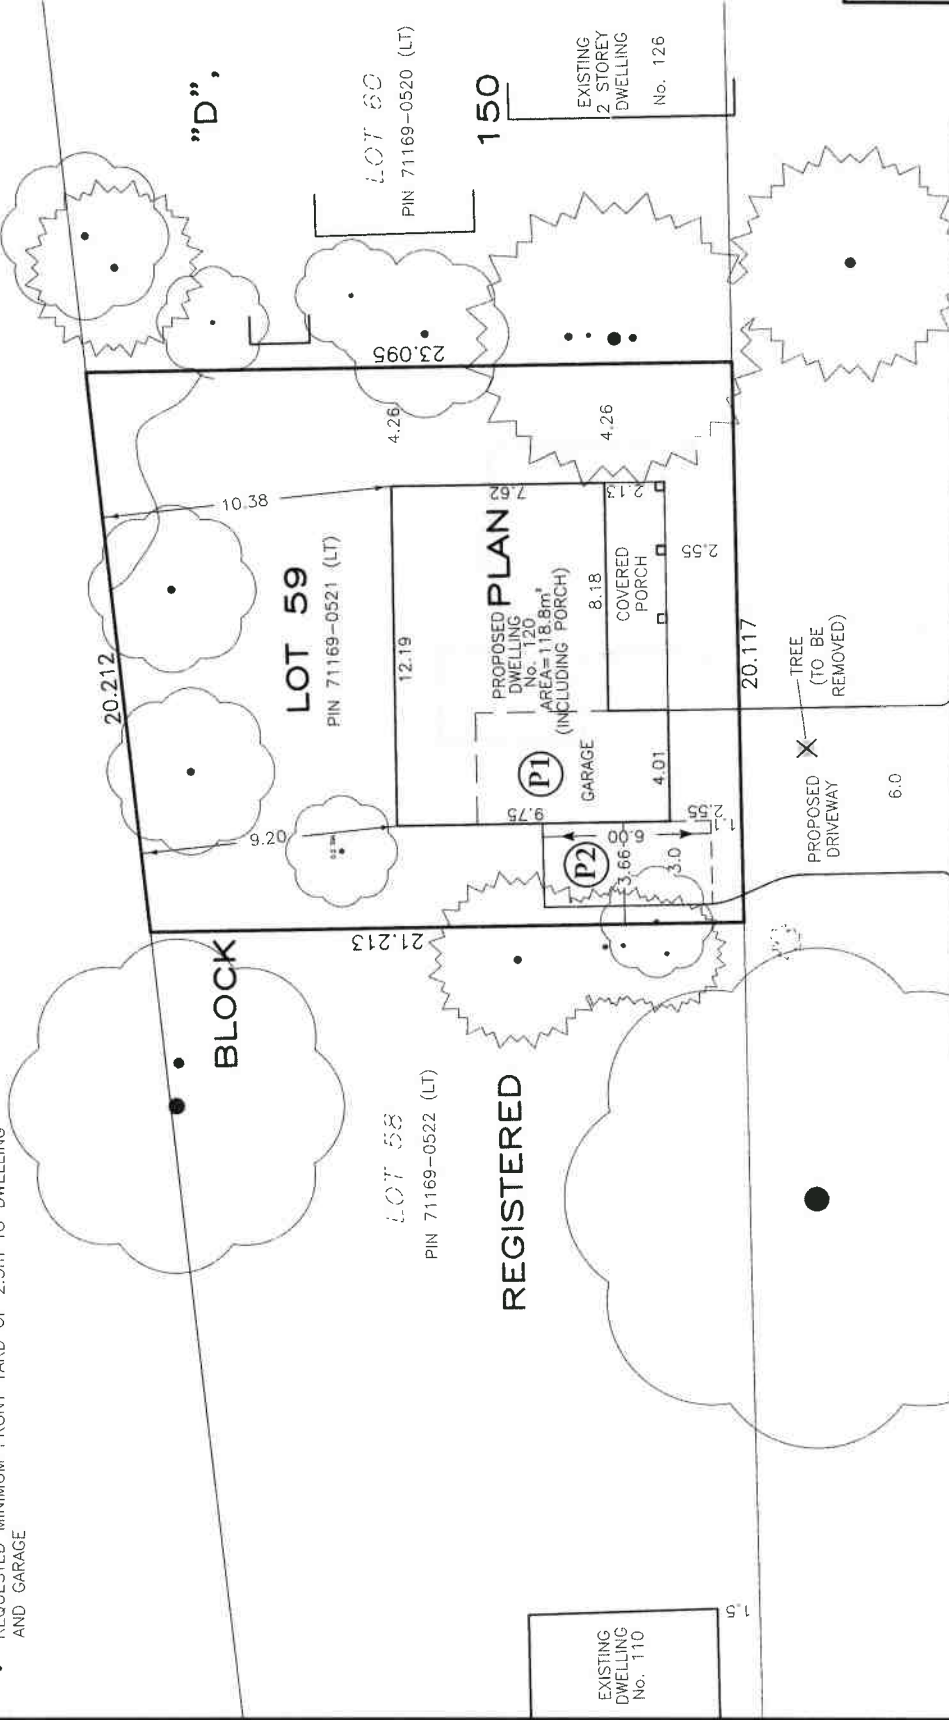 • REQUESTED MINIMUM FRONT YARD OF 2.5m TO DWELLING
AND GARAGE
"D",
LOT 60
PIN 71169-0520 (LT)
150
EXISTING
2 STOREY
DWELLING
No. 126
23.095
4.26
4.26
10.38
20.212
LOT 59
PIN 71169-0521 (LT)
12.19
7.62
PLAN
PROPOSED
DWELLING
No. 120
AREA=118.8m²
(INCLUDING PORCH)
8.18
2.13
COVERED
PORCH
2.55
20.117
TREE
(TO BE
REMOVED)
P1
GARAGE
4.01
9.75
2.55
9.20
P2
6.00
3.66
3.0
PROPOSED
DRIVEWAY
6.0
21.213
BLOCK
LOT 58
PIN 71169-0522 (LT)
REGISTERED
EXISTING
DWELLING
No. 110
1.5